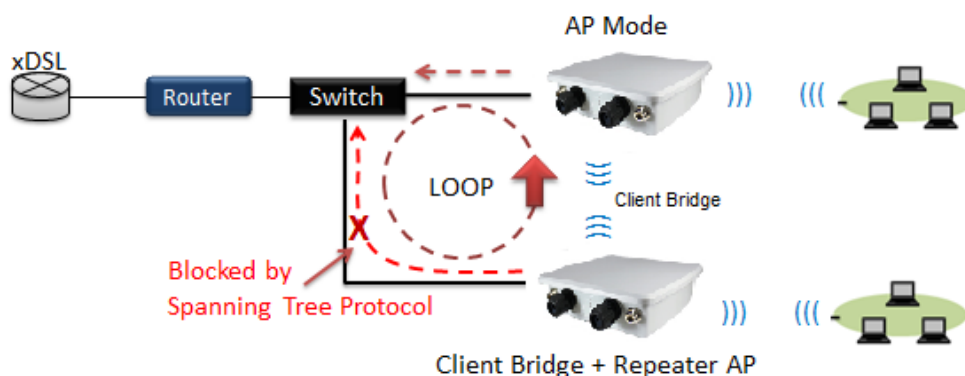 AP Mode
xDSL
Router
Switch
LOOP
Client Bridge
X
Blocked by
Spanning Tree Protocol
Client Bridge + Repeater AP